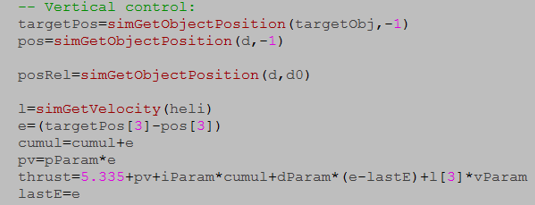 -- Vertical control:
targetPos=simGetObjectPosition(targetObj,-1)
pos=simGetObjectPosition(d,-1)
posRel=simGetObjectPosition(d,d0)
l=simGetVelocity(heli)
e=(targetPos[3]-pos[3])
cumul=cumul+e
pv=pParam*e
thrust=5.335+pv+iParam*cumul+dParam*(e-lastE)+l[3]*vParam
lastE=e